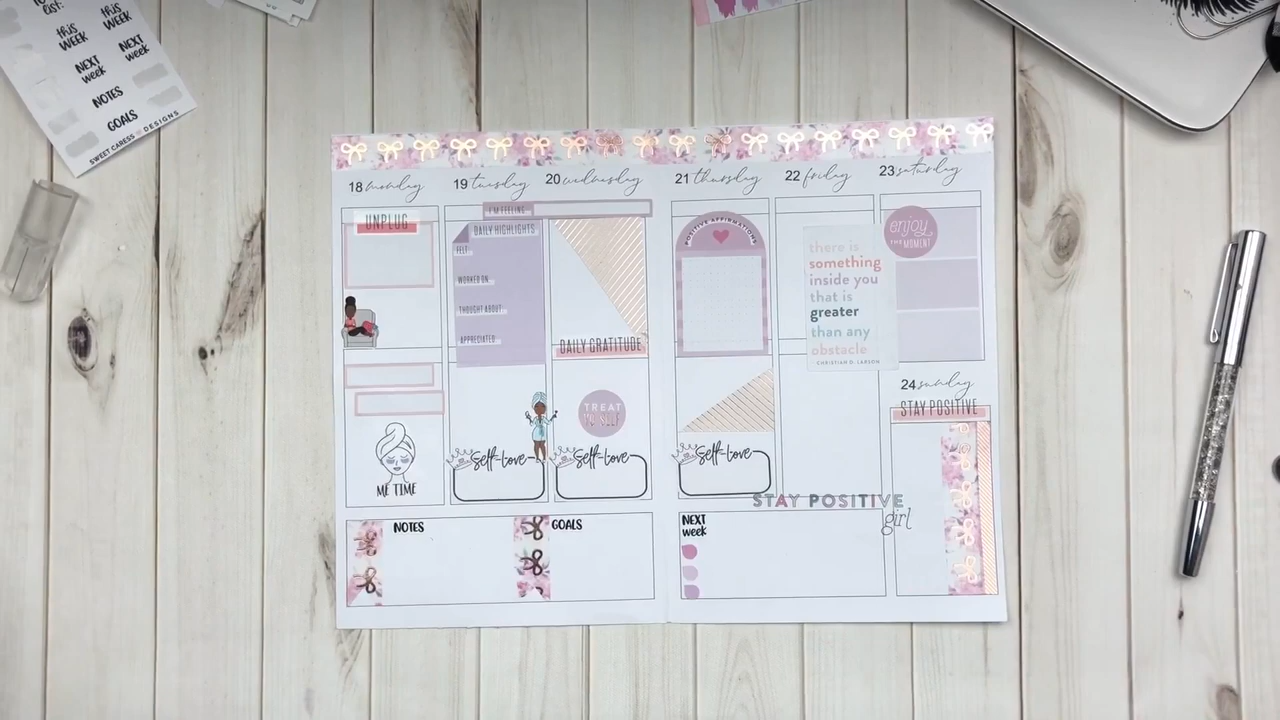 list:
this
WEEK
this
WEEK
NEXT
week
NEXT
week
NOTES
GOALS
SWEET CARESS DESIGNS
18 monday
19 tuesday
20 wednesday
21 thursday
22 friday
23 saturday
UNPLUG
I'M FEELING
DAILY HIGHLIGHTS
FELT
WORKED ON
THOUGHT ABOUT
APPRECIATED
DAILY GRATITUDE
POSITIVE AFFIRMATIONS
there is
something
inside you
that is
greater
than any
obstacle
CHRISTIAN D. LARSON
enjoy
THE MOMENT
24 sunday
STAY POSITIVE
ME TIME
TREAT
YO SELF
self-love
self-love
self-love
STAY POSITIVE
girl
NOTES
GOALS
NEXT
week